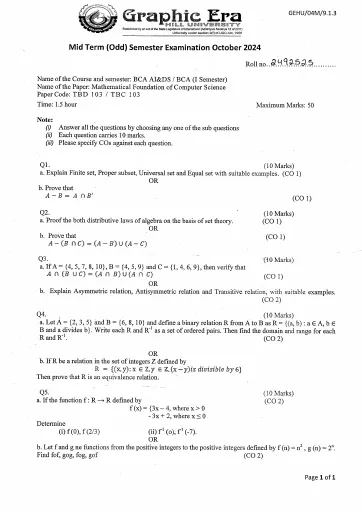 GEHU/04M/9.1.3
Graphic Era
HILL UNIVERSITY
Mid Term (Odd) Semester Examination October 2024
Roll no. 2492525
Name of the Course and semester: BCA AI&DS / BCA (I Semester)
Name of the Paper: Mathematical Foundation of Computer Science
Paper Code: TBD 103 / TBC 103
Time: 1.5 hour Maximum Marks: 50
Note:
(i) Answer all the questions by choosing any one of the sub questions
(ii) Each question carries 10 marks.
(iii) Please specify COs against each question.
Q1. (10 Marks)
a. Explain Finite set, Proper subset, Universal set and Equal set with suitable examples. (CO 1)
OR
b. Prove that
A − B = A ∩ B′ (CO 1)
Q2. (10 Marks)
a. Proof the both distributive laws of algebra on the basis of set theory. (CO 1)
OR
b. Prove that (CO 1)
A − (B ∩ C) = (A − B) ∪ (A − C)
Q3. (10 Marks)
a. If A = {4, 5, 7, 8, 10}, B = {4, 5, 9} and C = {1, 4, 6, 9}, then verify that
A ∩ (B ∪ C) = (A ∩ B) ∪ (A ∩ C) (CO 1)
OR
b. Explain Asymmetric relation, Antisymmetric relation and Transitive relation, with suitable examples.
(CO 2)
Q4. (10 Marks)
a. Let A = {2, 3, 5} and B = {6, 8, 10} and define a binary relation R from A to B as R = {(a, b) : a ∈ A, b ∈
B and a divides b}. Write each R and R⁻¹ as a set of ordered pairs. Then find the domain and range for each
R and R⁻¹. (CO 2)
OR
b. If R be a relation in the set of integers Z defined by
R = {(x, y): x ∈ Z, y ∈ Z, (x − y)is divisible by 6}
Then prove that R is an equivalence relation.
Q5. (10 Marks)
a. If the function f : R → R defined by (CO 2)
f (x) = {3x – 4, where x > 0
- 3x + 2, where x ≤ 0
Determine
(i) f (0), f (2/3) (ii) f⁻¹ (o), f⁻¹ (-7).
OR
b. Let f and g ne functions from the positive integers to the positive integers defined by f (n) = n² , g (n) = 2ⁿ.
Find fof, gog, fog, gof (CO 2)
Page 1 of 1